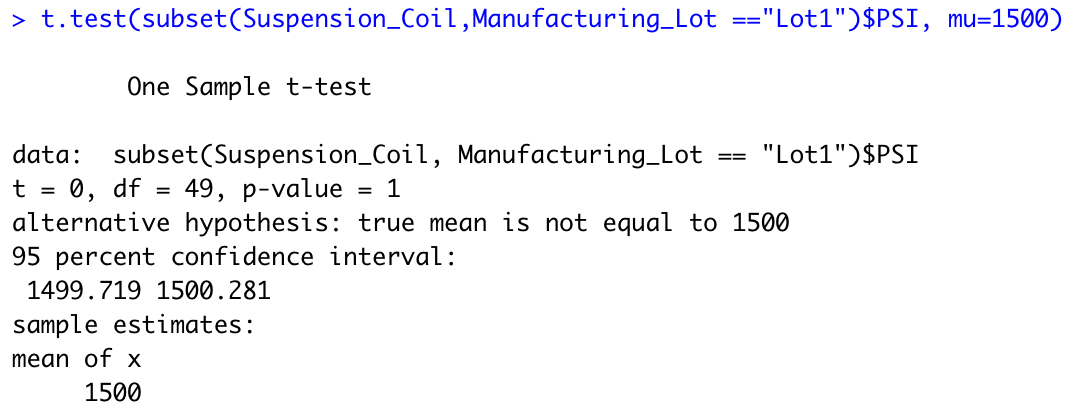 > t.test(subset(Suspension_Coil,Manufacturing_Lot =="Lot1")$PSI, mu=1500)
One Sample t-test
data:  subset(Suspension_Coil, Manufacturing_Lot == "Lot1")$PSI
t = 0, df = 49, p-value = 1
alternative hypothesis: true mean is not equal to 1500
95 percent confidence interval:
1499.719 1500.281
sample estimates:
mean of x
1500